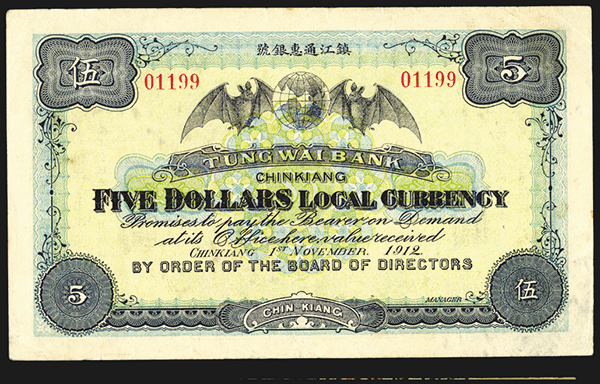 號銀惠通江鎮
伍
5
01199
01199
TUNG WAI BANK
CHINKIANG
FIVE DOLLARS LOCAL CURRENCY
Promises to pay the Bearer on Demand
at its Office here, value received
CHINKIANG 1ST NOVEMBER. 1912
BY ORDER OF THE BOARD OF DIRECTORS
5
伍
MANAGER
CHIN-KIANG